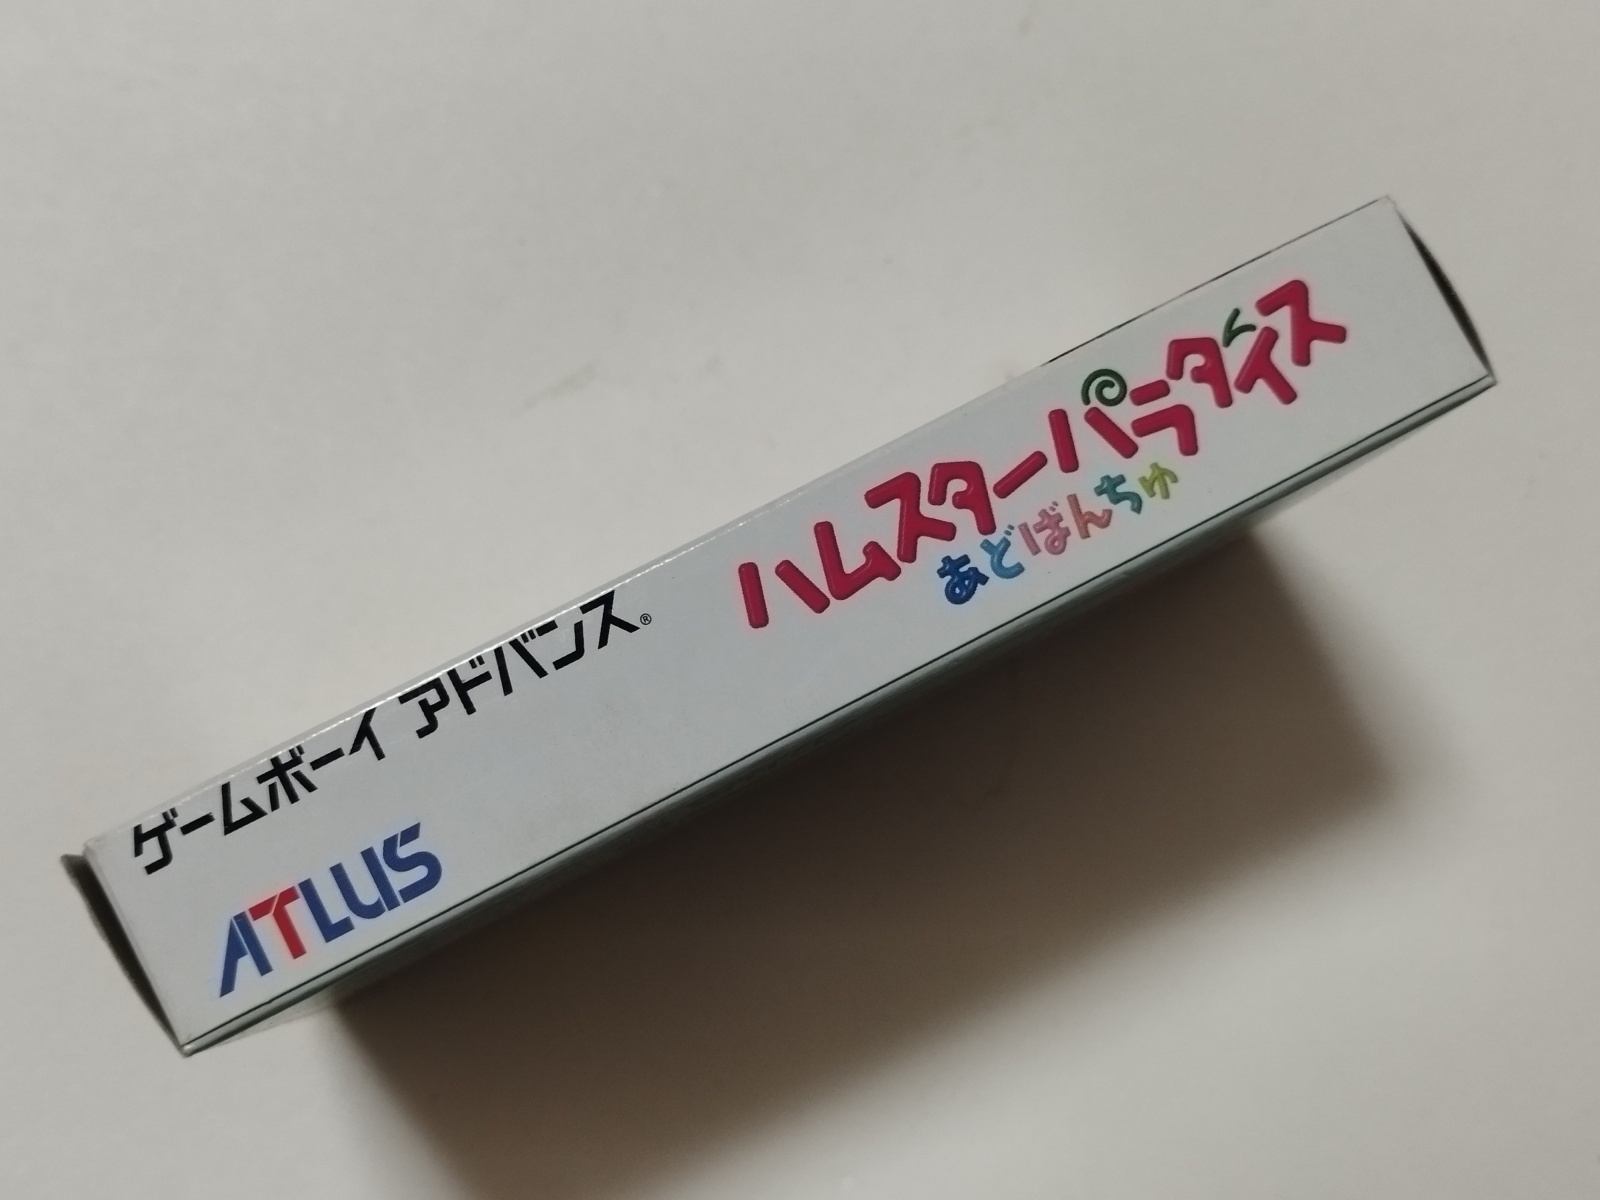 ゲームボーイ アドバンス®
ATLUS
ハムスターパラダイス
あどばんちゅ